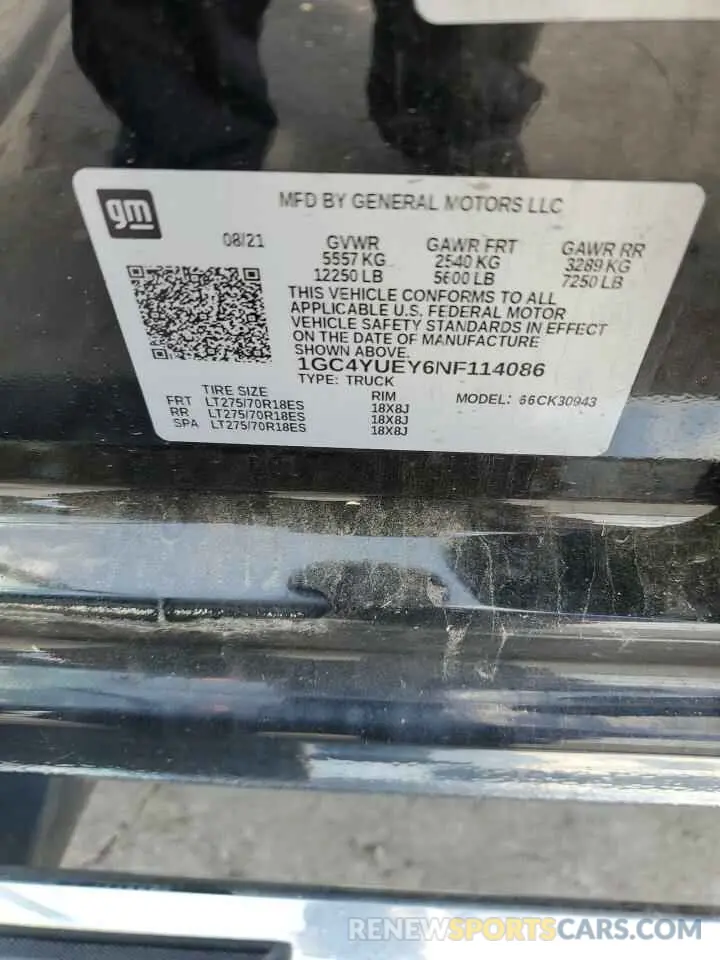 gm
MFD BY GENERAL MOTORS LLC
08/21 GVWR GAWR FRT GAWR RR
5557 KG 2540 KG 3289 KG
12250 LB 5600 LB 7250 LB
THIS VEHICLE CONFORMS TO ALL
APPLICABLE U.S. FEDERAL MOTOR
VEHICLE SAFETY STANDARDS IN EFFECT
ON THE DATE OF MANUFACTURE
SHOWN ABOVE.
1GC4YUEY6NF114086
TYPE: TRUCK
TIRE SIZE RIM MODEL: 66CK30943
FRT LT275/70R18ES 18X8J
RR LT275/70R18ES 18X8J
SPA LT275/70R18ES 18X8J
RENEWSPORTSCARS.COM.EU